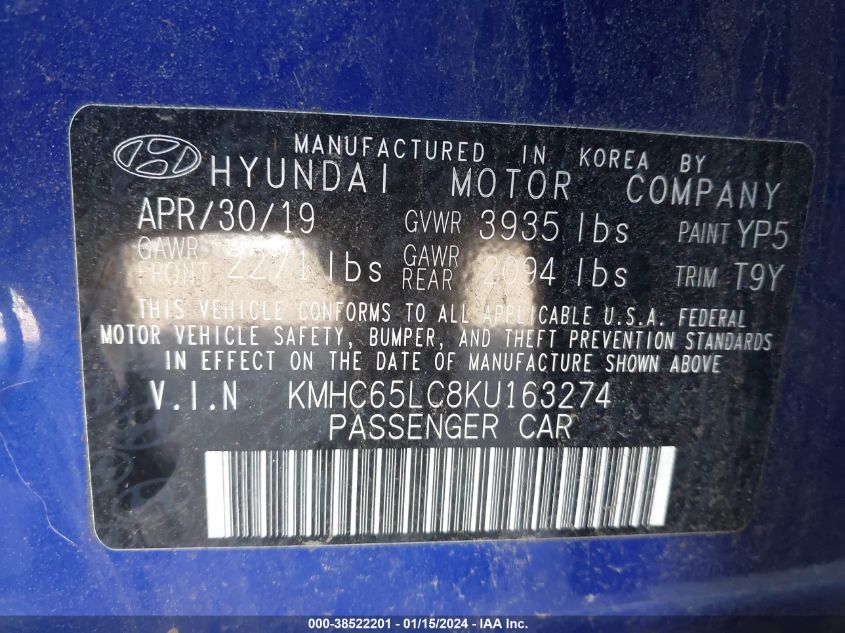 MANUFACTURED IN KOREA BY
HYUNDAI MOTOR COMPANY
APR/30/19 GVWR 3935 lbs PAINT YP5
GAWR FRONT 2271 lbs GAWR REAR 2094 lbs TRIM T9Y
THIS VEHICLE CONFORMS TO ALL APPLICABLE U.S.A. FEDERAL
MOTOR VEHICLE SAFETY, BUMPER, AND THEFT PREVENTION STANDARDS
IN EFFECT ON THE DATE OF MANUFACTURE SHOWN ABOVE
V.I.N KMHC65LC8KU163274
PASSENGER CAR
000-38522201 - 01/15/2024 - IAA Inc.